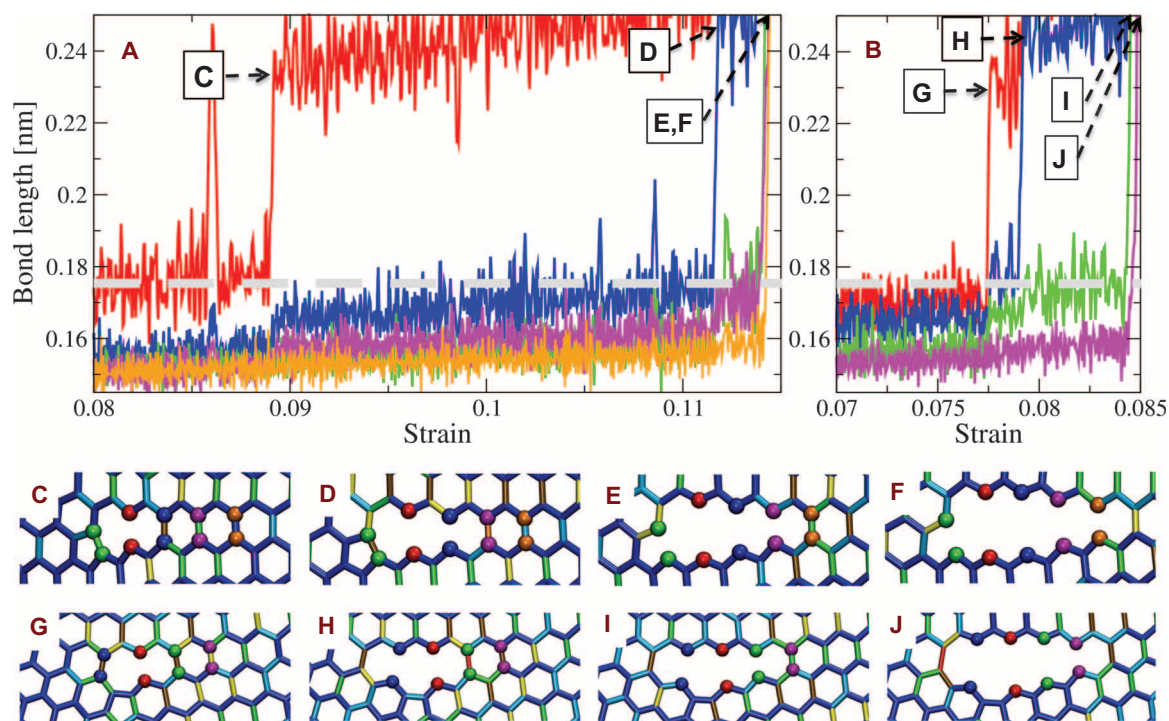 A
B
C
D
E,F
G
H
I
J
0.24
0.22
0.2
0.18
0.16
Bond length [nm]
0.08
0.09
0.1
0.11
Strain
0.24
0.22
0.2
0.18
0.16
0.07
0.075
0.08
0.085
Strain
C
D
E
F
G
H
I
J